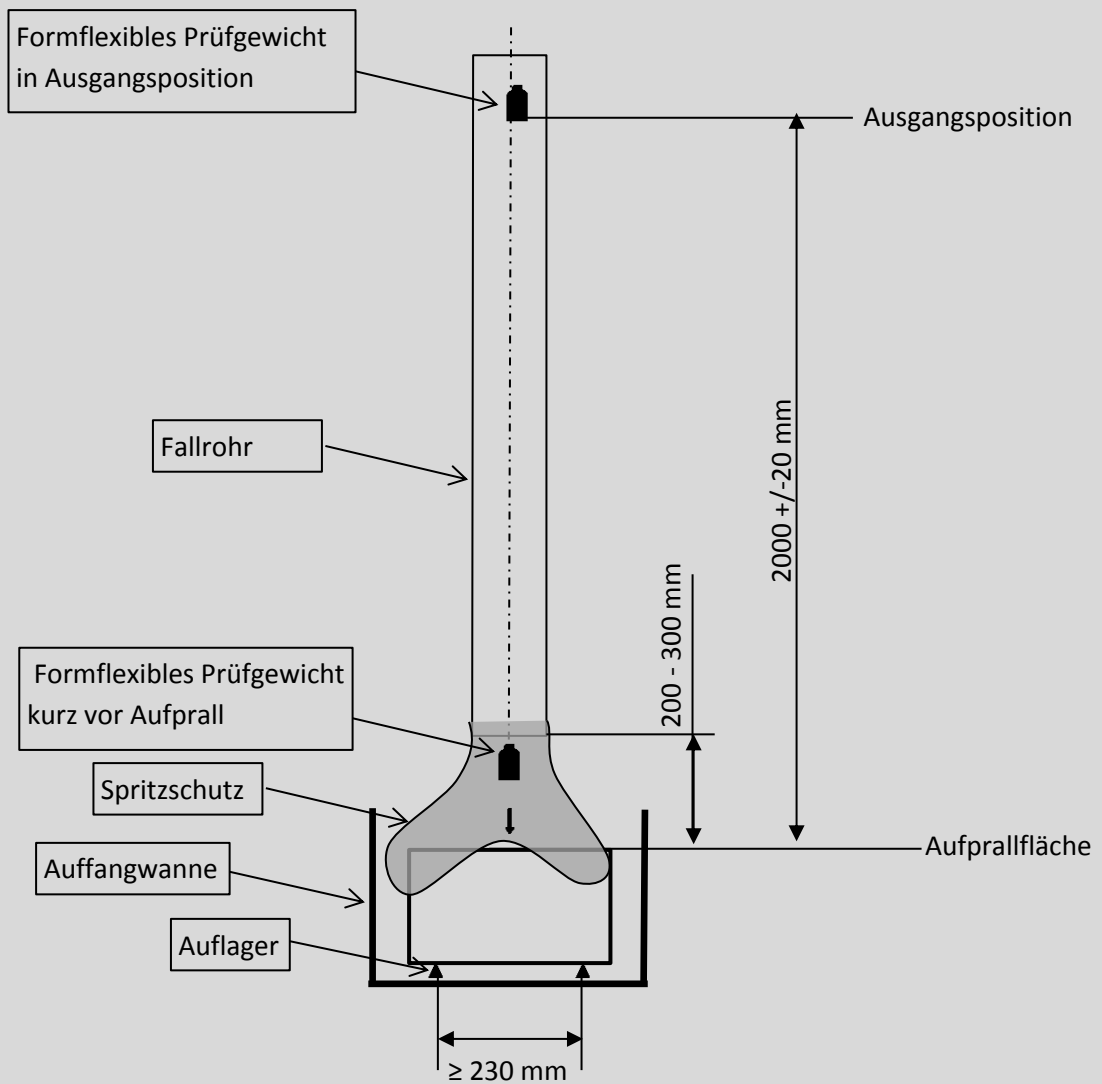 Formflexibles Prüfgewicht
in Ausgangsposition
Ausgangsposition
Fallrohr
2000 +/-20 mm
200 - 300 mm
Formflexibles Prüfgewicht
kurz vor Aufprall
Spritzschutz
Aufprallfläche
Auffangwanne
Auflager
≥ 230 mm